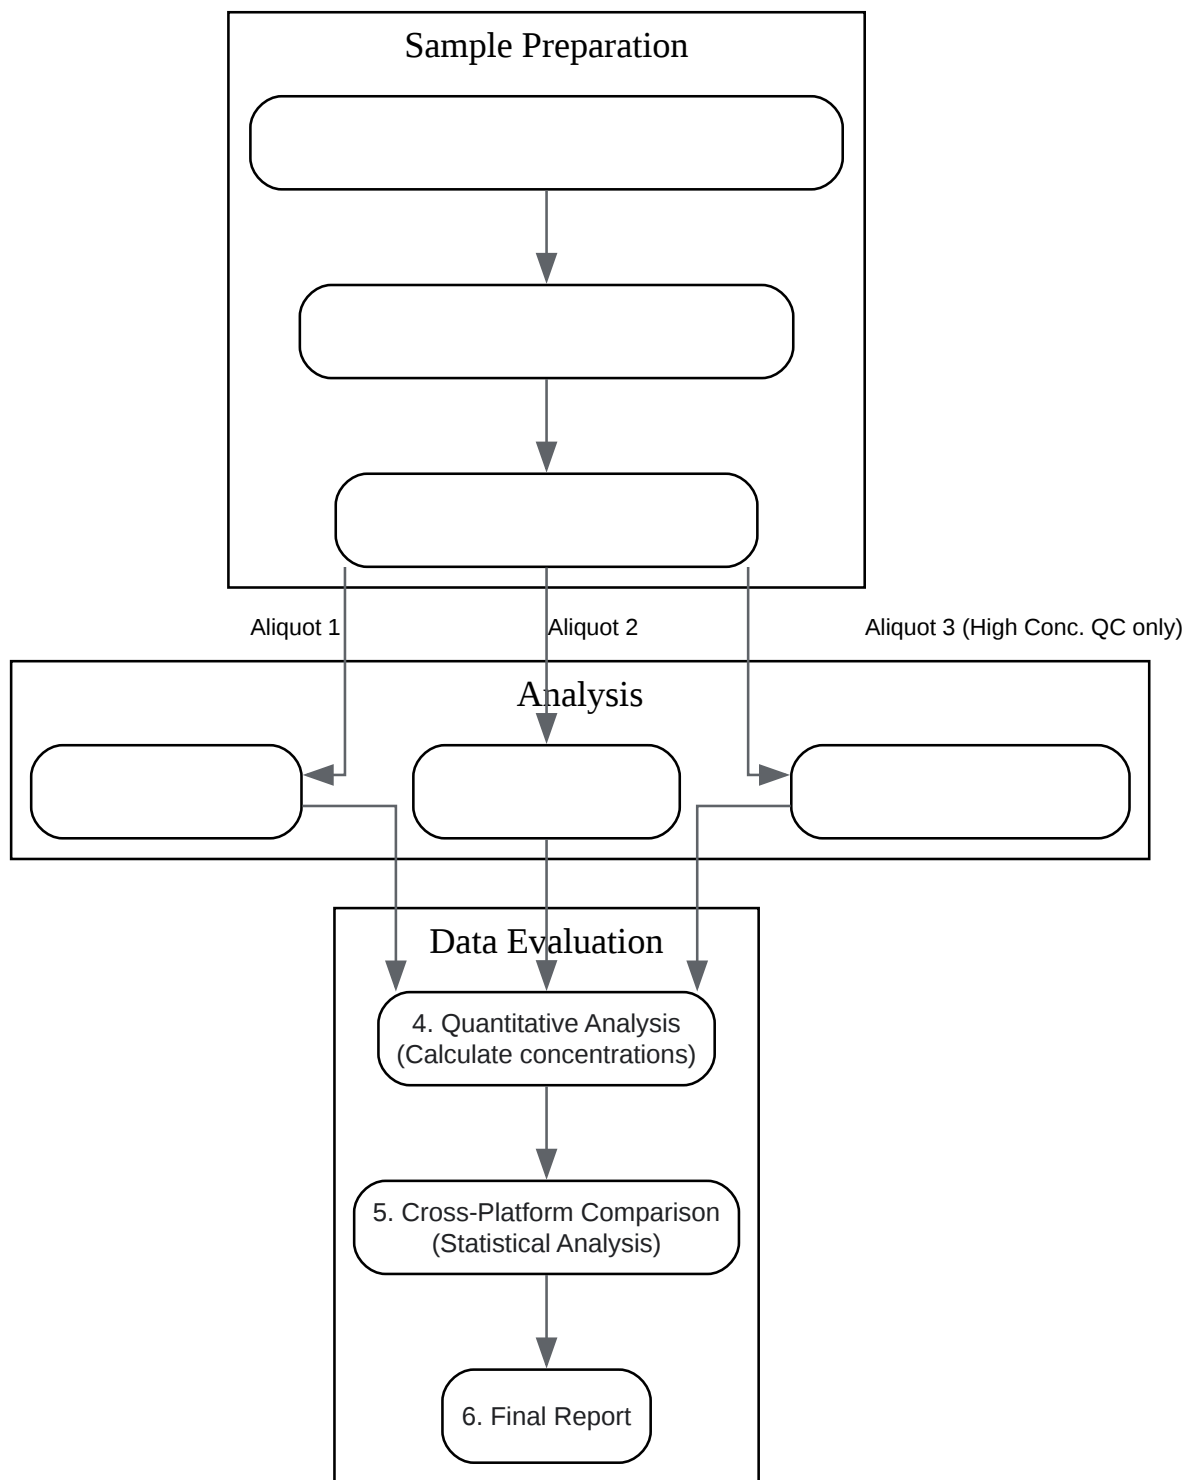 Sample Preparation
Aliquot 1
Aliquot 2
Aliquot 3 (High Conc. QC only)
Analysis
Data Evaluation
4. Quantitative Analysis
(Calculate concentrations)
5. Cross-Platform Comparison
(Statistical Analysis)
6. Final Report